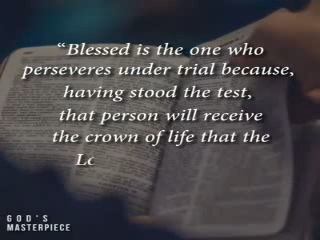 “Blessed is the one who
perseveres under trial because,
having stood the test,
that person will receive
the crown of life that the
Lo
GOD'S
MASTERPIECE